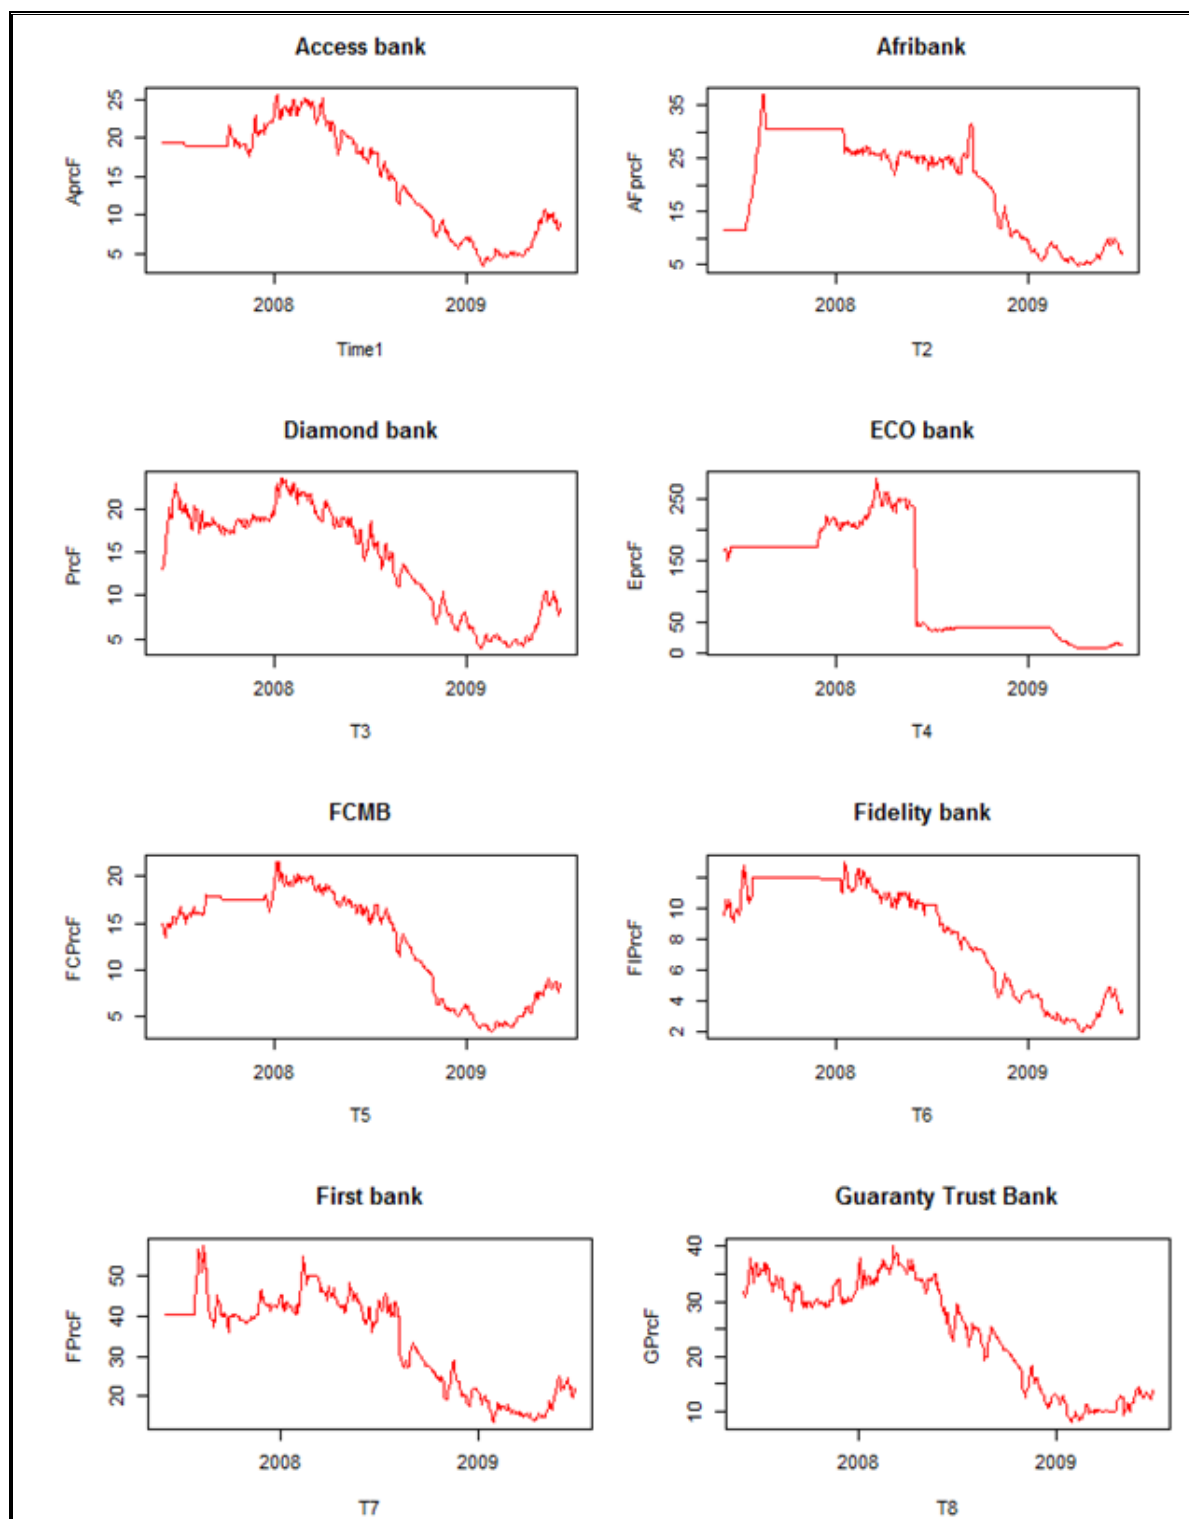 Access bank
AprcF
25
20
15
10
5
2008 2009
Time1
Afribank
AFprcF
35
25
15
5
2008 2009
T2
Diamond bank
PrcF
20
15
10
5
2008 2009
T3
ECO bank
EprcF
250
150
50
0
2008 2009
T4
FCMB
FCPrcF
20
15
10
5
2008 2009
T5
Fidelity bank
FIPrcF
10
8
6
4
2
2008 2009
T6
First bank
FPrcF
50
40
30
20
2008 2009
T7
Guaranty Trust Bank
GPrcF
40
30
20
10
2008 2009
T8